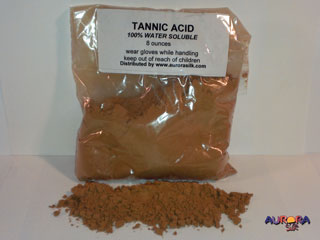 TANNIC ACID
100% WATER SOLUBLE
8 ounces
wear gloves while handling
keep out of reach of children
Distributed by www.aurorasilk.com
AURORA
SILK